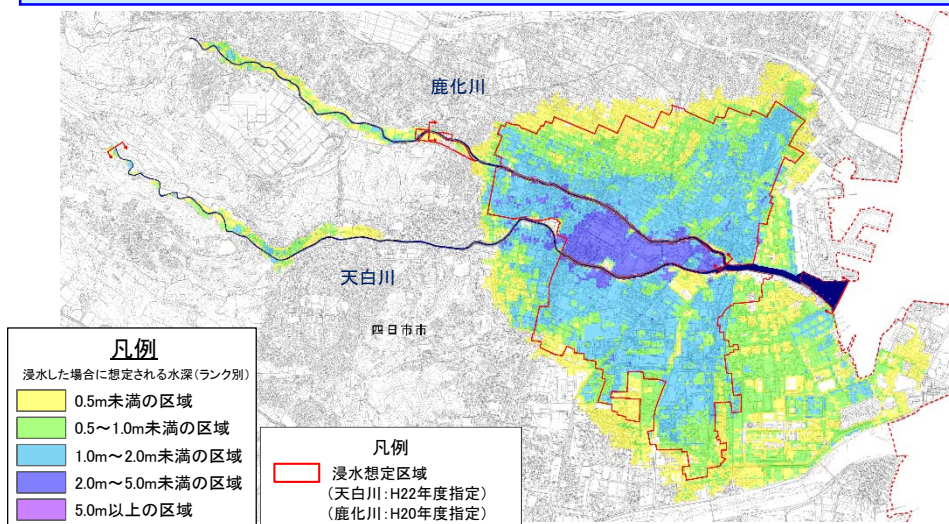 鹿化川
天白川
四日市市
凡例
浸水した場合に想定される水深(ランク別)
0.5m未満の区域
0.5～1.0m未満の区域
1.0m～2.0m未満の区域
2.0m～5.0m未満の区域
5.0m以上の区域
凡例
浸水想定区域
(天白川:H22年度指定)
(鹿化川:H20年度指定)